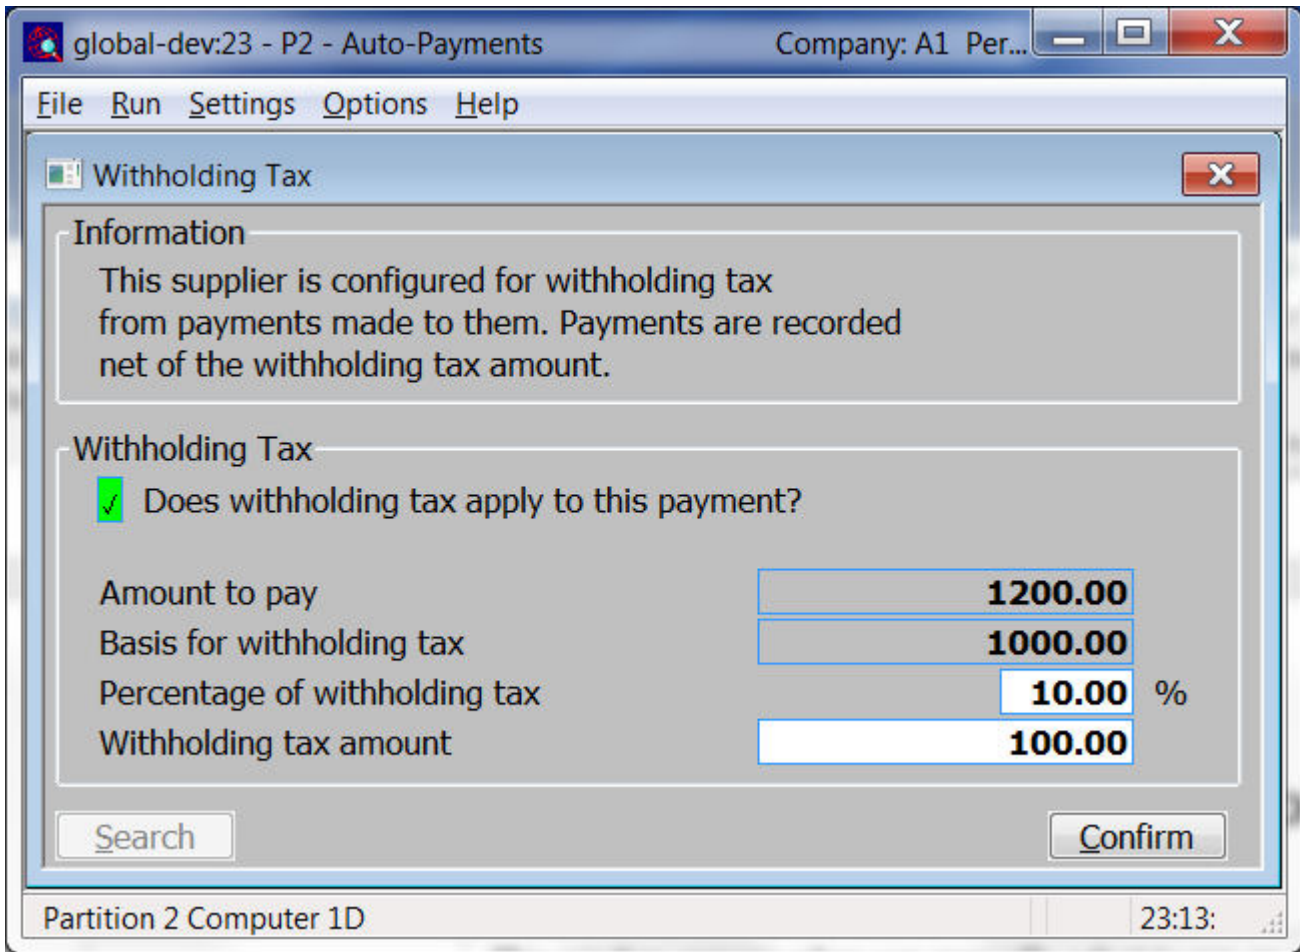 global-dev:23 - P2 - Auto-Payments Company: A1 Per...
File Run Settings Options Help
Withholding Tax
Information
This supplier is configured for withholding tax
from payments made to them. Payments are recorded
net of the withholding tax amount.
Withholding Tax
✓ Does withholding tax apply to this payment?
Amount to pay 1200.00
Basis for withholding tax 1000.00
Percentage of withholding tax 10.00 %
Withholding tax amount 100.00
Search Confirm
Partition 2 Computer 1D 23:13: